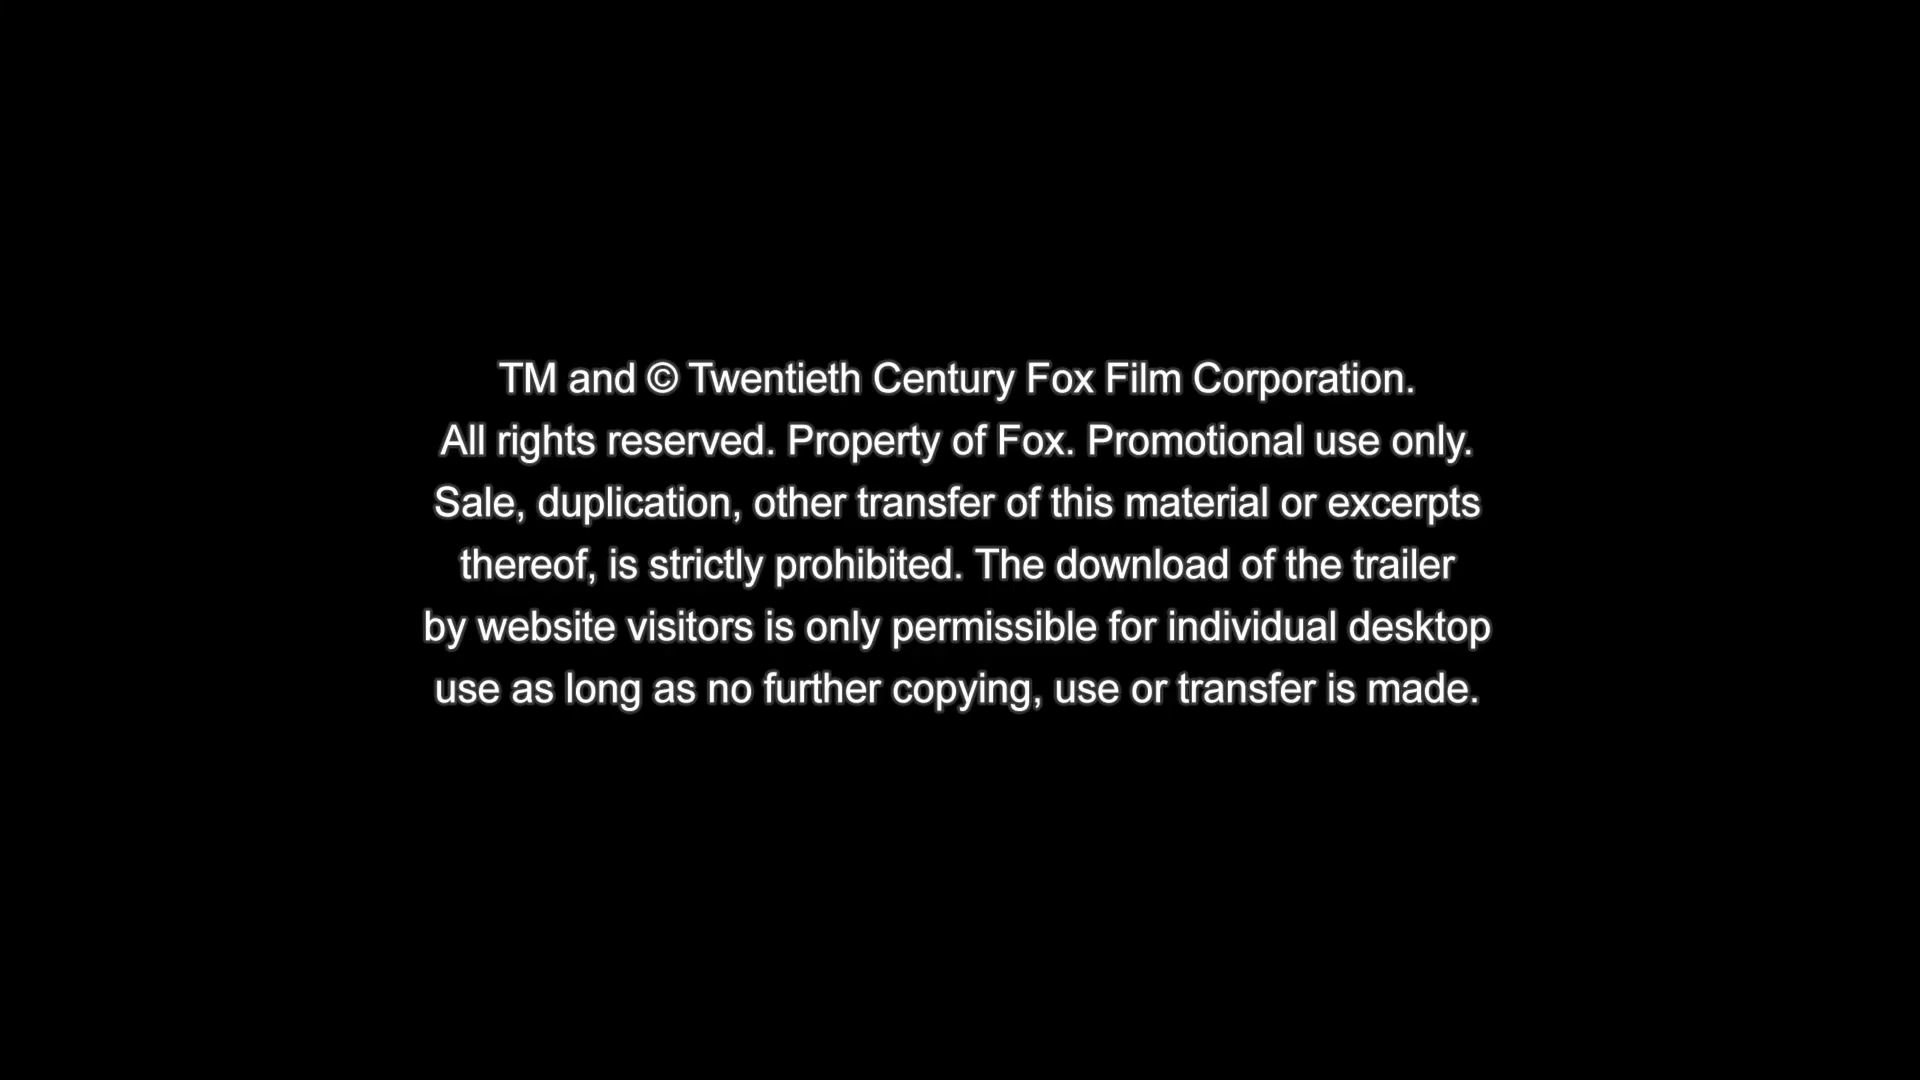 TM and © Twentieth Century Fox Film Corporation.
All rights reserved. Property of Fox. Promotional use only.
Sale, duplication, other transfer of this material or excerpts
thereof, is strictly prohibited. The download of the trailer
by website visitors is only permissible for individual desktop
use as long as no further copying, use or transfer is made.